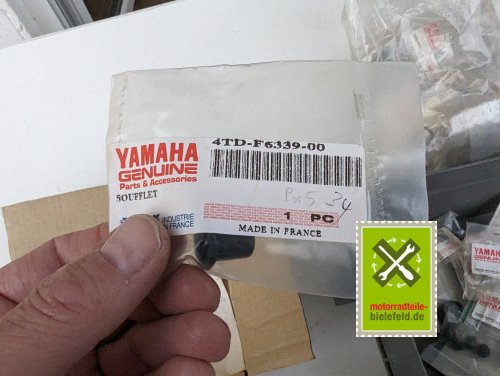 4TD-F6339-00
YAMAHA
GENUINE
Parts & Accessories
SOUFFLET
1 PC
INDUSTRIE
FRANCE
MADE IN FRANCE
motorradteile-
bielefeld.de